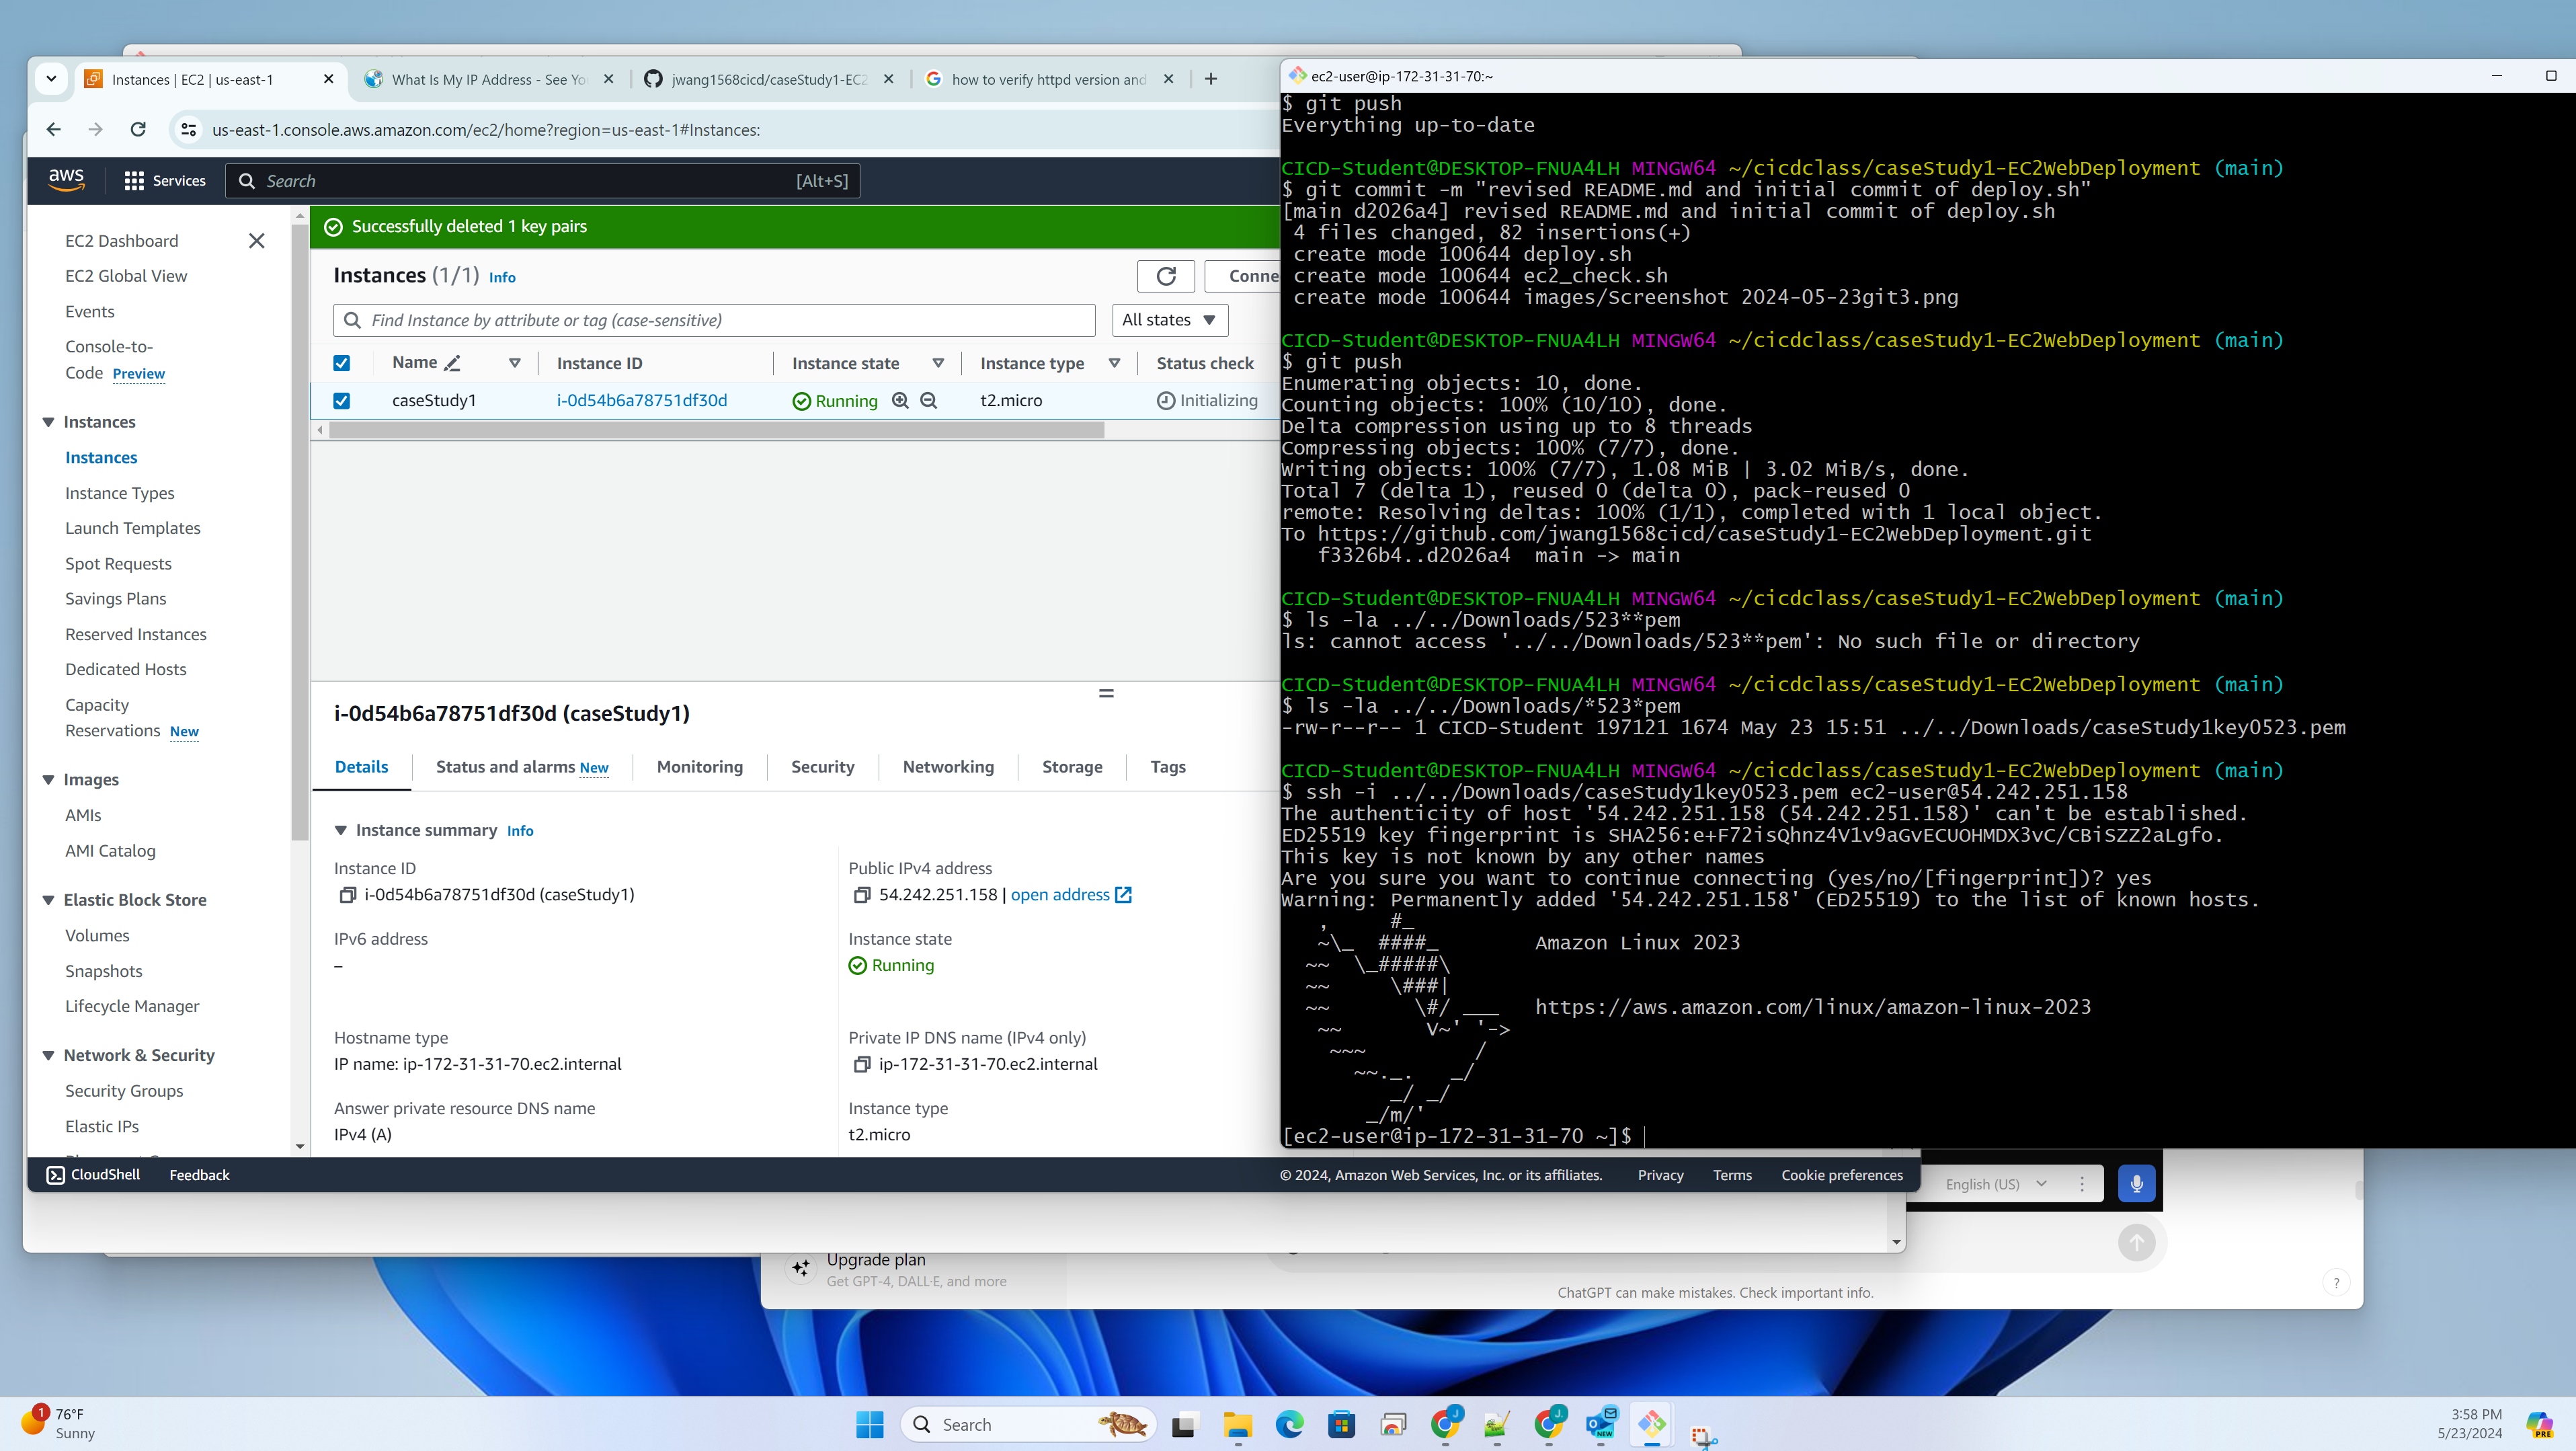 Instances | EC2 | us-east-1
What Is My IP Address - See Yo
jwang1568cicd/caseStudy1-EC2
how to verify httpd version and
us-east-1.console.aws.amazon.com/ec2/home?region=us-east-1#Instances:
aws
Services
Search
[Alt+S]
EC2 Dashboard
EC2 Global View
Events
Console-to-
Code Preview
Instances
Instances
Instance Types
Launch Templates
Spot Requests
Savings Plans
Reserved Instances
Dedicated Hosts
Capacity
Reservations New
Images
AMIs
AMI Catalog
Elastic Block Store
Volumes
Snapshots
Lifecycle Manager
Network & Security
Security Groups
Elastic IPs
Successfully deleted 1 key pairs
Instances (1/1) Info
Conne
Find Instance by attribute or tag (case-sensitive)
All states
Name Instance ID Instance state Instance type Status check
caseStudy1 i-0d54b6a78751df30d Running t2.micro Initializing
i-0d54b6a78751df30d (caseStudy1)
Details Status and alarms New Monitoring Security Networking Storage Tags
Instance summary Info
Instance ID
i-0d54b6a78751df30d (caseStudy1)
Public IPv4 address
54.242.251.158 | open address
IPv6 address
–
Instance state
Running
Hostname type
IP name: ip-172-31-31-70.ec2.internal
Private IP DNS name (IPv4 only)
ip-172-31-31-70.ec2.internal
Answer private resource DNS name
IPv4 (A)
Instance type
t2.micro
CloudShell
Feedback
© 2024, Amazon Web Services, Inc. or its affiliates.
Privacy
Terms
Cookie preferences
ec2-user@ip-172-31-31-70:~
$ git push
Everything up-to-date
CICD-Student@DESKTOP-FNUA4LH MINGW64 ~/cicdclass/caseStudy1-EC2WebDeployment (main)
$ git commit -m "revised README.md and initial commit of deploy.sh"
[main d2026a4] revised README.md and initial commit of deploy.sh
4 files changed, 82 insertions(+)
create mode 100644 deploy.sh
create mode 100644 ec2_check.sh
create mode 100644 images/Screenshot 2024-05-23git3.png
CICD-Student@DESKTOP-FNUA4LH MINGW64 ~/cicdclass/caseStudy1-EC2WebDeployment (main)
$ git push
Enumerating objects: 10, done.
Counting objects: 100% (10/10), done.
Delta compression using up to 8 threads
Compressing objects: 100% (7/7), done.
Writing objects: 100% (7/7), 1.08 MiB | 3.02 MiB/s, done.
Total 7 (delta 1), reused 0 (delta 0), pack-reused 0
remote: Resolving deltas: 100% (1/1), completed with 1 local object.
To https://github.com/jwang1568cicd/caseStudy1-EC2WebDeployment.git
f3326b4..d2026a4 main -> main
CICD-Student@DESKTOP-FNUA4LH MINGW64 ~/cicdclass/caseStudy1-EC2WebDeployment (main)
$ ls -la ../../Downloads/523**pem
ls: cannot access '../../Downloads/523**pem': No such file or directory
CICD-Student@DESKTOP-FNUA4LH MINGW64 ~/cicdclass/caseStudy1-EC2WebDeployment (main)
$ ls -la ../../Downloads/*523*pem
-rw-r--r-- 1 CICD-Student 197121 1674 May 23 15:51 ../../Downloads/caseStudy1key0523.pem
CICD-Student@DESKTOP-FNUA4LH MINGW64 ~/cicdclass/caseStudy1-EC2WebDeployment (main)
$ ssh -i ../../Downloads/caseStudy1key0523.pem ec2-user@54.242.251.158
The authenticity of host '54.242.251.158 (54.242.251.158)' can't be established.
ED25519 key fingerprint is SHA256:e+F72isQhnz4V1v9aGvECUOHMDX3vC/CBiSZZ2aLgfo.
This key is not known by any other names
Are you sure you want to continue connecting (yes/no/[fingerprint])? yes
Warning: Permanently added '54.242.251.158' (ED25519) to the list of known hosts.
   ,     #_
   ~\_  ####_        Amazon Linux 2023
  ~~  \_#####\
  ~~     \###|
  ~~       \#/ ___   https://aws.amazon.com/linux/amazon-linux-2023
   ~~       V~' '->
    ~~~         /
      ~~._.   _/
         _/ _/
       _/m/'
[ec2-user@ip-172-31-31-70 ~]$
English (US)
Upgrade plan
Get GPT-4, DALL·E, and more
ChatGPT can make mistakes. Check important info.
?
1
76°F
Sunny
Search
J
J.
NEW
3:58 PM
5/23/2024
PRE